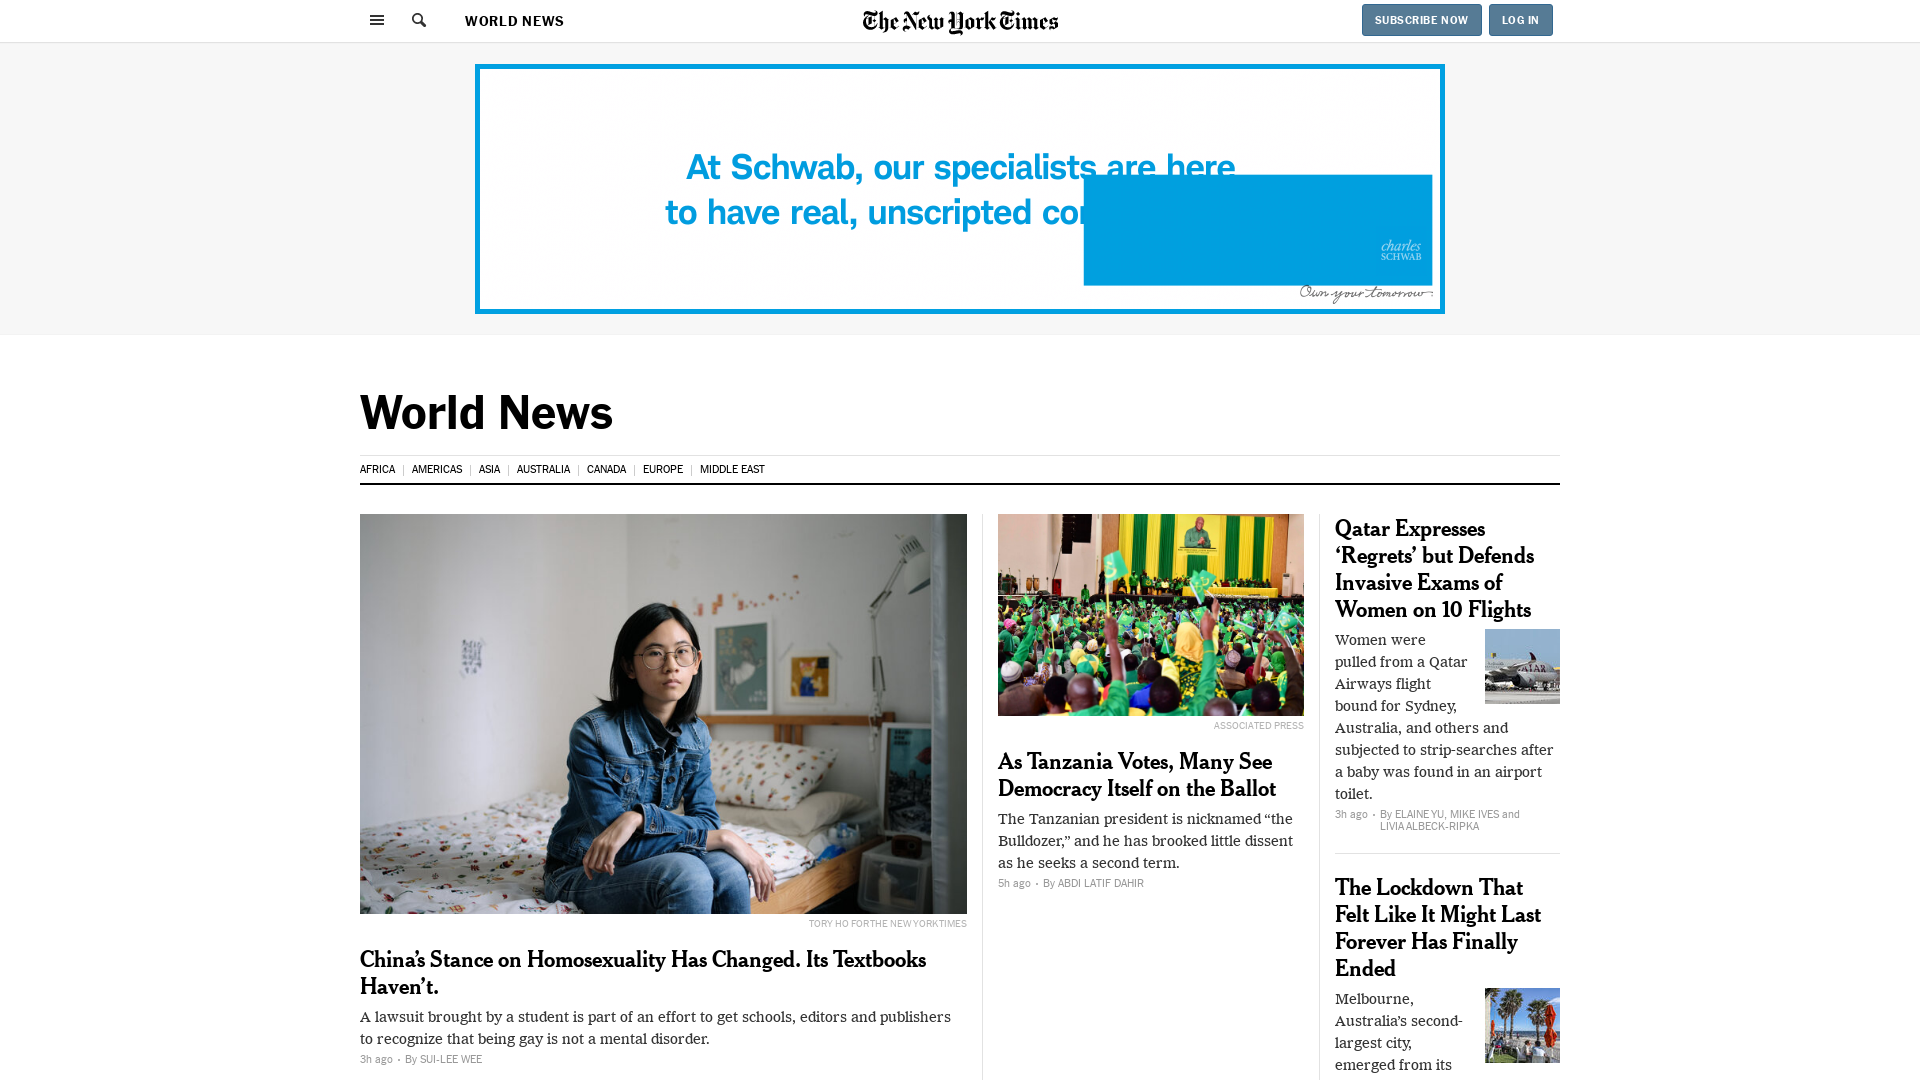 WORLD NEWS
The New York Times
SUBSCRIBE NOW
LOG IN
At Schwab, our specialists are here
to have real, unscripted
charles
SCHWAB
Own your tomorrow
World News
AFRICA
AMERICAS
ASIA
AUSTRALIA
CANADA
EUROPE
MIDDLE EAST
TORY HO FOR THE NEW YORK TIMES
China’s Stance on Homosexuality Has Changed. Its Textbooks
Haven’t.
A lawsuit brought by a student is part of an effort to get schools, editors and publishers
to recognize that being gay is not a mental disorder.
3h ago · By SUI-LEE WEE
ASSOCIATED PRESS
As Tanzania Votes, Many See
Democracy Itself on the Ballot
The Tanzanian president is nicknamed “the
Bulldozer,” and he has brooked little dissent
as he seeks a second term.
5h ago · By ABDI LATIF DAHIR
Qatar Expresses
‘Regrets’ but Defends
Invasive Exams of
Women on 10 Flights
Women were
pulled from a Qatar
Airways flight
bound for Sydney,
Australia, and others and
subjected to strip-searches after
a baby was found in an airport
toilet.
QATAR
3h ago · By ELAINE YU, MIKE IVES and
LIVIA ALBECK-RIPKA
The Lockdown That
Felt Like It Might Last
Forever Has Finally
Ended
Melbourne,
Australia’s second-
largest city,
emerged from its